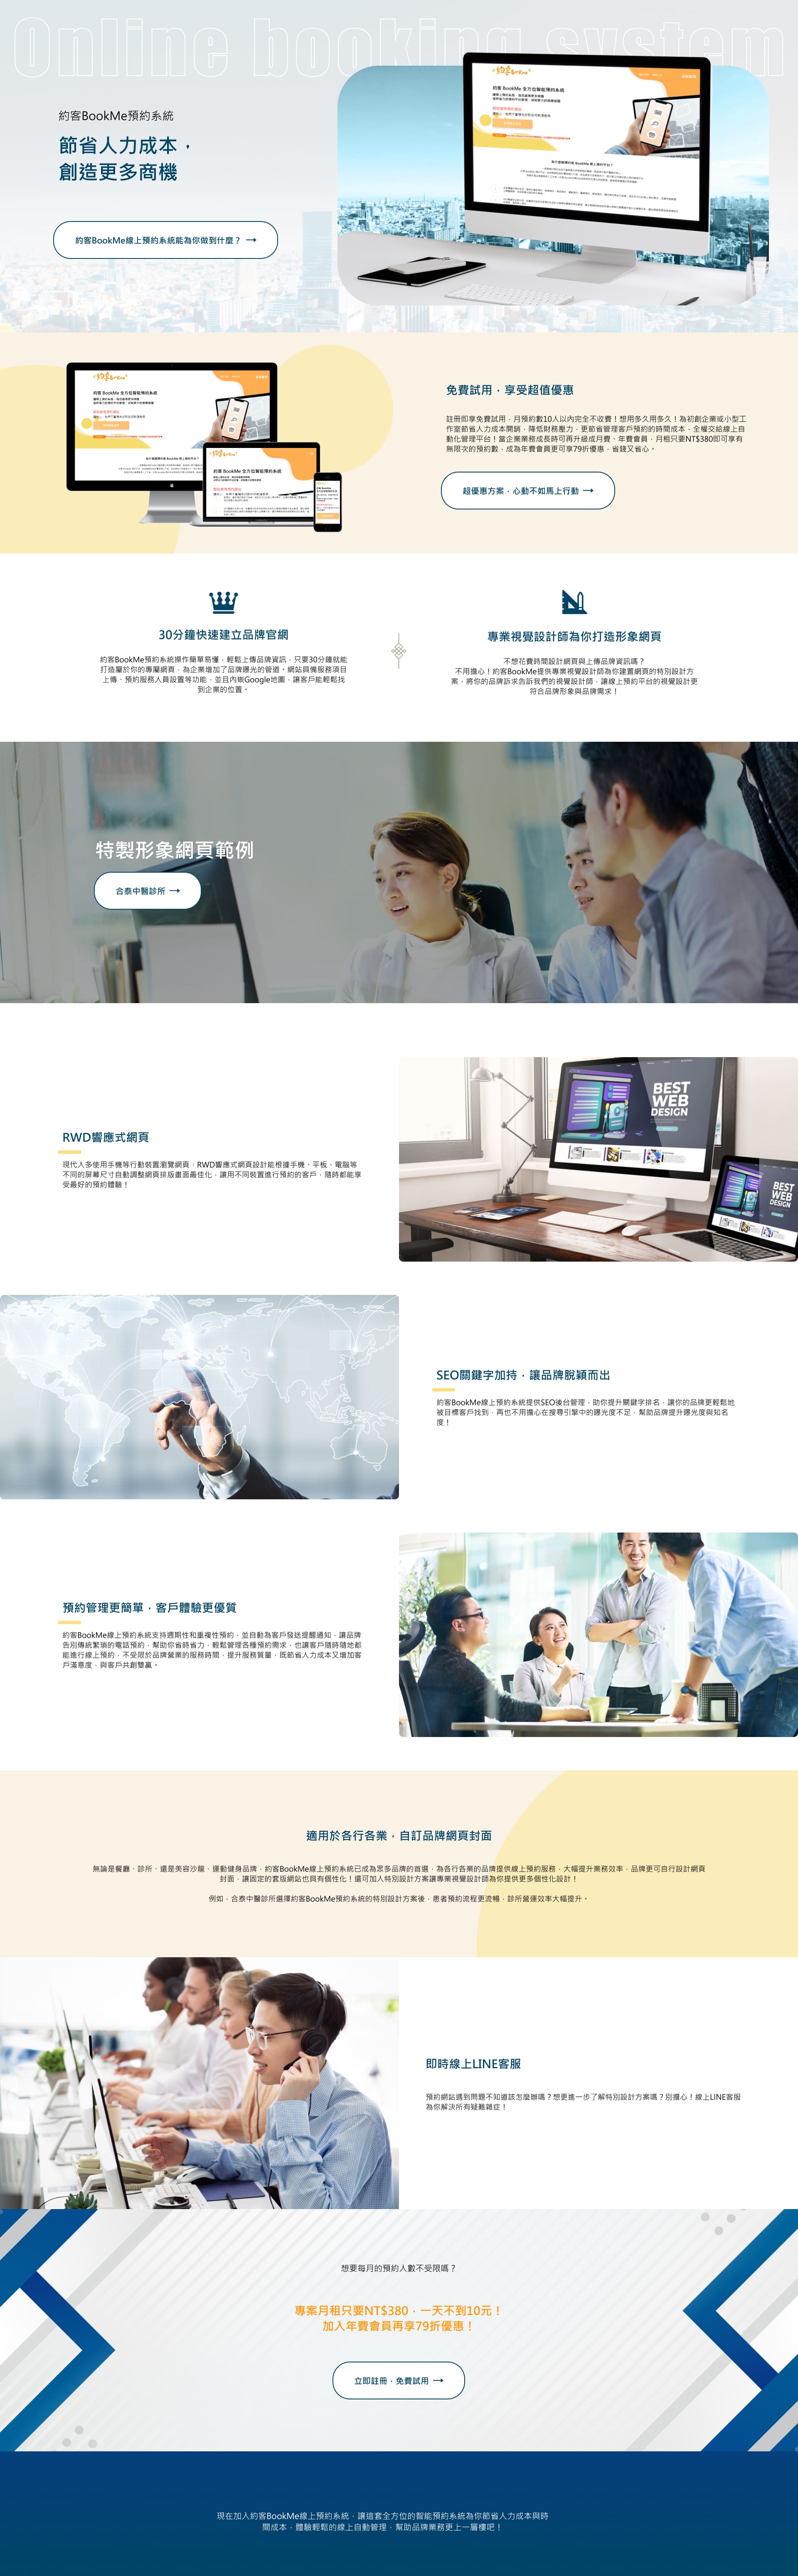 Online booking system
約客BookMe預約系統
節省人力成本，
創造更多商機
約客BookMe線上預約系統能為你做到什麼？ →
約客 BookMe 全方位智能預約系統
免費試用，享受超值優惠
註冊即享免費試用，月預約數10人以內完全不收費！想用多久用多久！為初創企業或小型工
作室節省人力成本開銷，降低財務壓力，更節省管理客戶預約的時間成本，全權交給線上自
動化管理平台！當企業業務成長時可再升級成月費、年費會員，月租只要NT$380即可享有
無限次的預約數，成為年費會員更可享79折優惠，省錢又省心。
超優惠方案，心動不如馬上行動 →
30分鐘快速建立品牌官網
約客BookMe預約系統操作簡單易懂，輕鬆上傳品牌資訊，只要30分鐘就能
打造屬於你的專屬網頁，為企業增加了品牌曝光的管道。網站具備服務項目
上傳、預約服務人員設置等功能，並且內嵌Google地圖，讓客戶能輕鬆找
到企業的位置。
專業視覺設計師為你打造形象網頁
不想花費時間設計網頁與上傳品牌資訊嗎？
不用擔心！約客BookMe提供專業視覺設計師為你建置網頁的特別設計方
案，將你的品牌訴求告訴我們的視覺設計師，讓線上預約平台的視覺設計更
符合品牌形象與品牌需求！
特製形象網頁範例
合泰中醫診所 →
RWD響應式網頁
現代人多使用手機等行動裝置瀏覽網頁，RWD響應式網頁設計能根據手機、平板、電腦等
不同的屏幕尺寸自動調整網頁排版畫面最佳化，讓用不同裝置進行預約的客戶，隨時都能享
受最好的預約體驗！
BEST
WEB
DESIGN
BEST
WEB
DESIGN
SEO關鍵字加持，讓品牌脫穎而出
約客BookMe線上預約系統提供SEO後台管理，助你提升關鍵字排名，讓你的品牌更輕鬆地
被目標客戶找到，再也不用擔心在搜尋引擎中的曝光度不足，幫助品牌提升曝光度與知名
度！
預約管理更簡單，客戶體驗更優質
約客BookMe線上預約系統支持週期性和重複性預約，並自動為客戶發送提醒通知，讓品牌
告別傳統繁瑣的電話預約，幫助你省時省力，輕鬆管理各種預約需求，也讓客戶隨時隨地都
能進行線上預約，不受限於品牌營業的服務時間，提升服務質量，既節省人力成本又增加客
戶滿意度，與客戶共創雙贏。
適用於各行各業，自訂品牌網頁封面
無論是餐廳、診所、還是美容沙龍、運動健身品牌，約客BookMe線上預約系統已成為眾多品牌的首選，為各行各業的品牌提供線上預約服務，大幅提升業務效率，品牌更可自行設計網頁
封面，讓固定的套版網站也具有個性化！還可加入特別設計方案讓專業視覺設計師為你提供更多個性化設計！
例如，合泰中醫診所選擇約客BookMe預約系統的特別設計方案後，患者預約流程更流暢，診所營運效率大幅提升。
即時線上LINE客服
預約網站遇到問題不知道該怎麼辦嗎？想更進一步了解特別設計方案嗎？別擔心！線上LINE客服
為你解決所有疑難雜症！
想要每月的預約人數不受限嗎？
專案月租只要NT$380，一天不到10元！
加入年費會員再享79折優惠！
立即註冊，免費試用 →
現在加入約客BookMe線上預約系統，讓這套全方位的智能預約系統為你節省人力成本與時
間成本，體驗輕鬆的線上自動管理，幫助品牌業務更上一層樓吧！